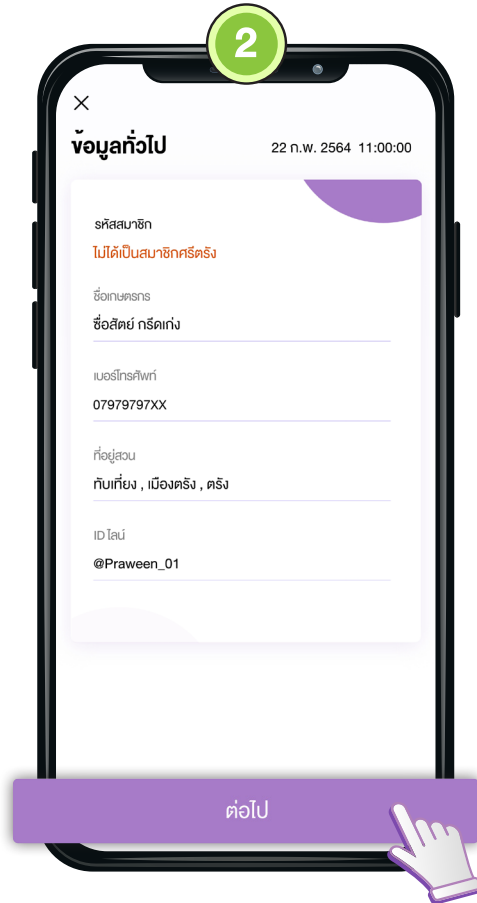 2
ข้อมูลทั่วไป 22 ก.พ. 2564 11:00:00
รหัสสมาชิก
ไม่ได้เป็นสมาชิกศรีตรัง
ชื่อเกษตรกร
ซื่อสัตย์ กรีดเก่ง
เบอร์โทรศัพท์
07979797XX
ที่อยู่สวน
ทับเที่ยง , เมืองตรัง , ตรัง
ID ไลน์
@Praween_01
ต่อไป